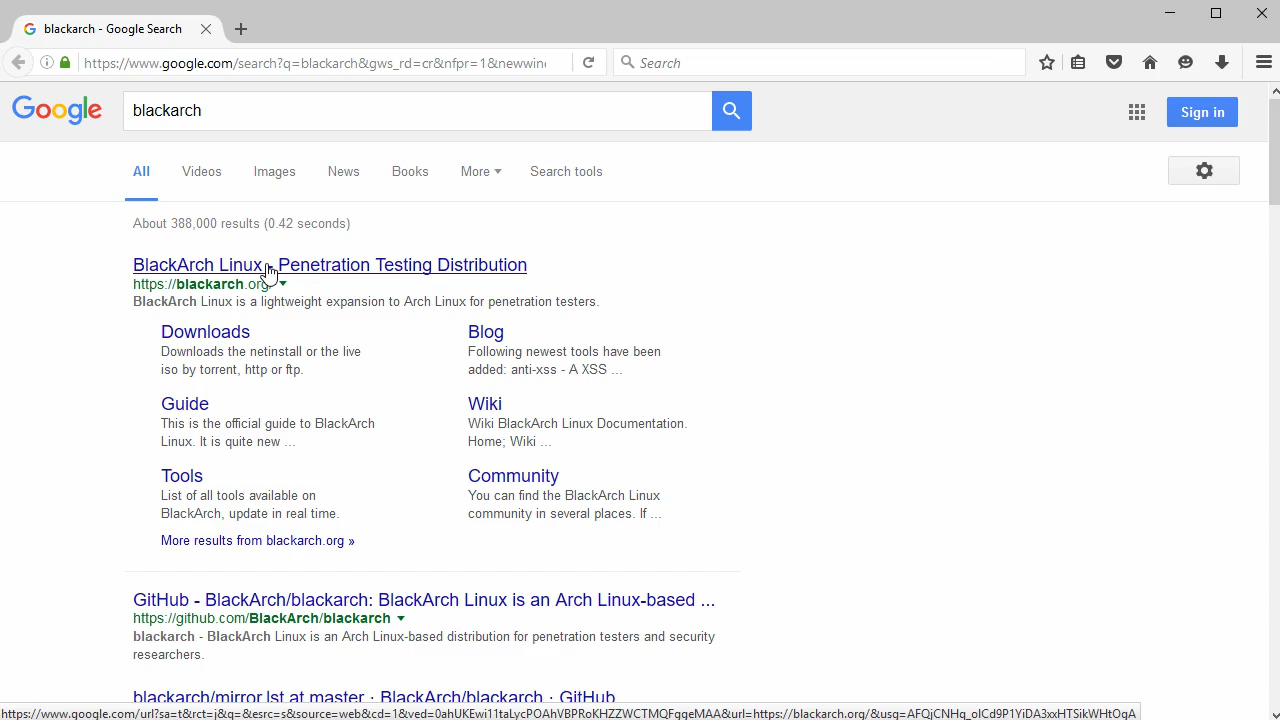 blackarch - Google Search
https://www.google.com/search?q=blackarch&gws_rd=cr&nfpr=1&newwin
Search
Google
blackarch
Sign in
All Videos Images News Books More Search tools
About 388,000 results (0.42 seconds)
BlackArch Linux - Penetration Testing Distribution
https://blackarch.org/
BlackArch Linux is a lightweight expansion to Arch Linux for penetration testers.
Downloads
Downloads the netinstall or the live
iso by torrent, http or ftp.
Blog
Following newest tools have been
added: anti-xss - A XSS ...
Guide
This is the official guide to BlackArch
Linux. It is quite new ...
Wiki
Wiki BlackArch Linux Documentation.
Home; Wiki ...
Tools
List of all tools available on
BlackArch, update in real time.
Community
You can find the BlackArch Linux
community in several places. If ...
More results from blackarch.org »
GitHub - BlackArch/blackarch: BlackArch Linux is an Arch Linux-based ...
https://github.com/BlackArch/blackarch
blackarch - BlackArch Linux is an Arch Linux-based distribution for penetration testers and security
researchers.
blackarch/mirror.lst at master · BlackArch/blackarch · GitHub